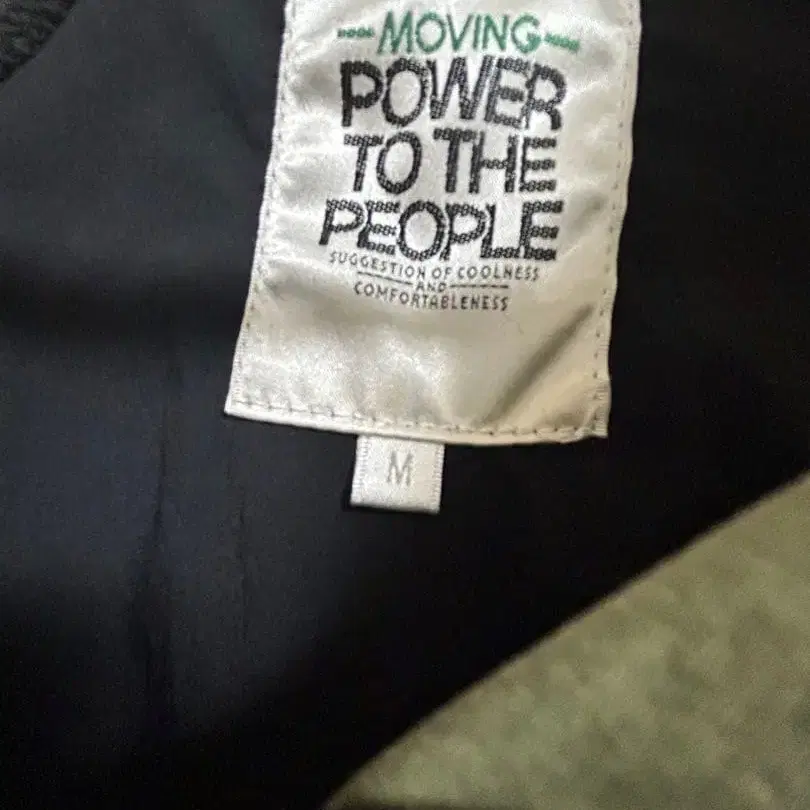 MOVING
POWER
TO THE
PEOPLE
SUGGESTION OF COOLNESS
AND
COMFORTABLENESS
M